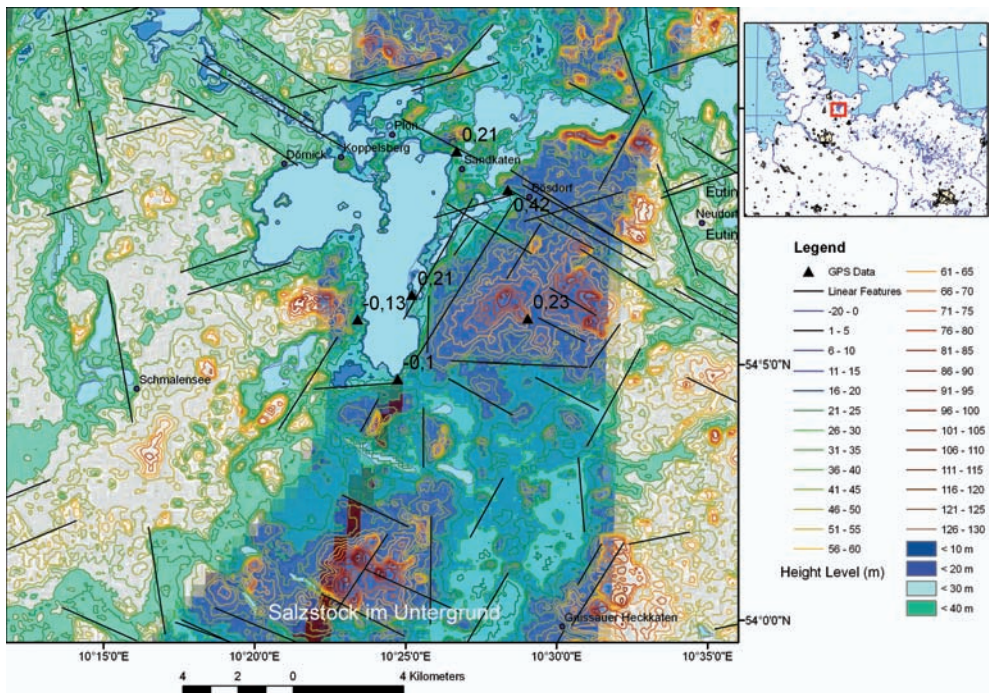 0,21
Plön
Koppelsberg
Dörnick
Sandkaten
Bösdorf
0,42
Eutin
Neudorf
Eutin
0,21
-0,13
0,23
-0,1
Schmalensee
Salzstock im Untergrund
Glissauer Heckkaten
54°5'0"N
54°0'0"N
10°15'0"E
10°20'0"E
10°25'0"E
10°30'0"E
10°35'0"E
4 2 0 4 Kilometers
Legend
GPS Data
Linear Features
-20 - 0
1 - 5
6 - 10
11 - 15
16 - 20
21 - 25
26 - 30
31 - 35
36 - 40
41 - 45
46 - 50
51 - 55
56 - 60
61 - 65
66 - 70
71 - 75
76 - 80
81 - 85
86 - 90
91 - 95
96 - 100
101 - 105
106 - 110
111 - 115
116 - 120
121 - 125
126 - 130
Height Level (m)
< 10 m
< 20 m
< 30 m
< 40 m